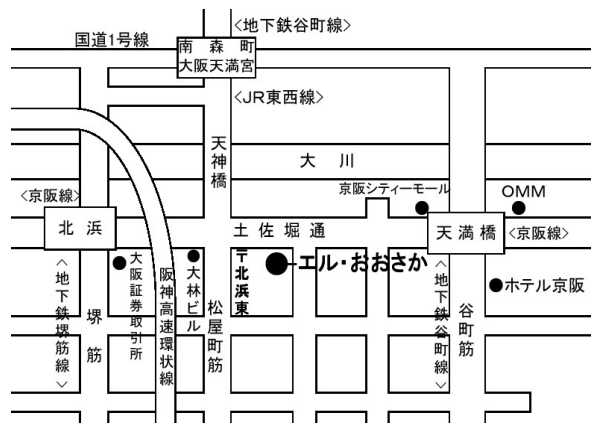 <地下鉄谷町線>
国道1号線
南森町
大阪天満宮
<JR東西線>
天神橋
大川
<京阪線>
京阪シティーモール
OMM
北浜
土佐堀通
天満橋
<京阪線>
<地下鉄堺筋線>
堺筋
大阪証券取引所
阪神高速環状線
大林ビル
松屋町筋
〒北浜東
エル・おおさか
<地下鉄谷町線>
谷町筋
ホテル京阪